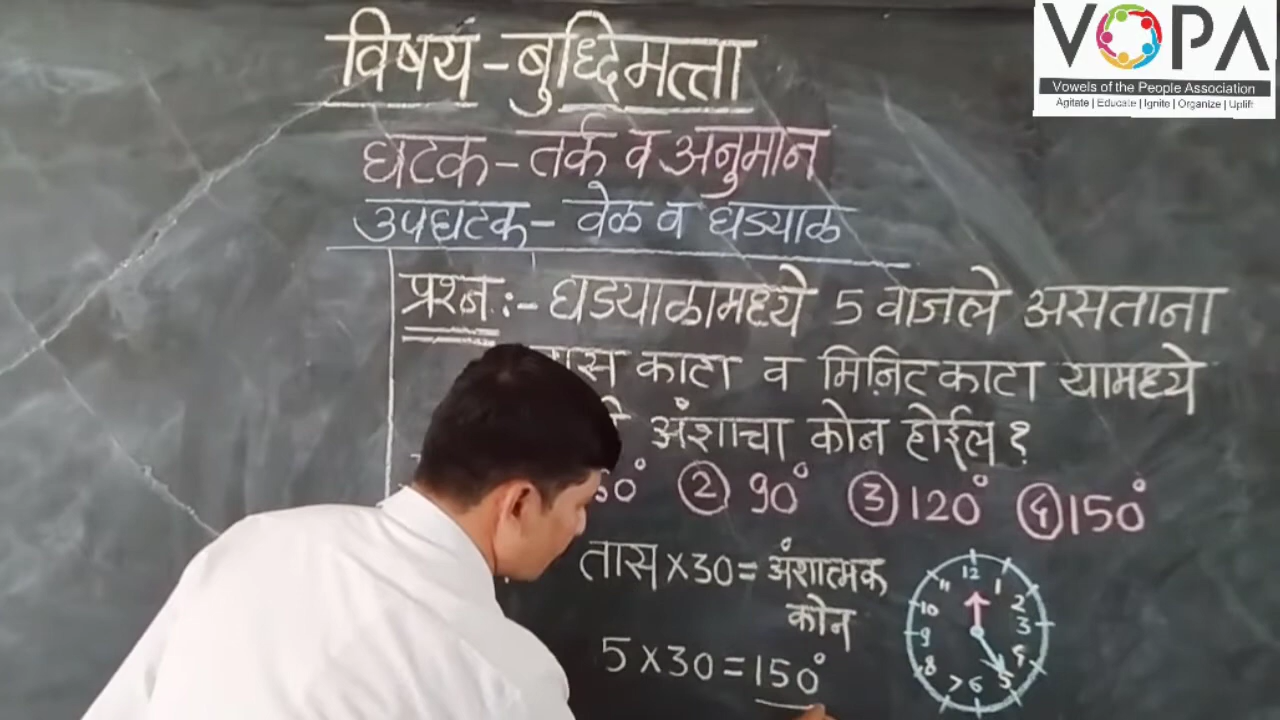 VOPA
Vowels of the People Association
Agitate | Educate | Ignite | Organize | Uplift
विषय - बुद्धिमत्ता
घटक - तर्क व अनुमान
उपघटक - वेळ व घड्याळ
प्रश्न :- घड्याळामध्ये 5 वाजले असताना
काटा व मिनिट काटा यामध्ये
अंशाचा कोन होईल ?
② 90° ③ 120° ④ 150°
तास × 30 = अंशात्मक
कोन
5 × 30 = 150°
12
11 1
10 2
9 3
8 4
7 6 5